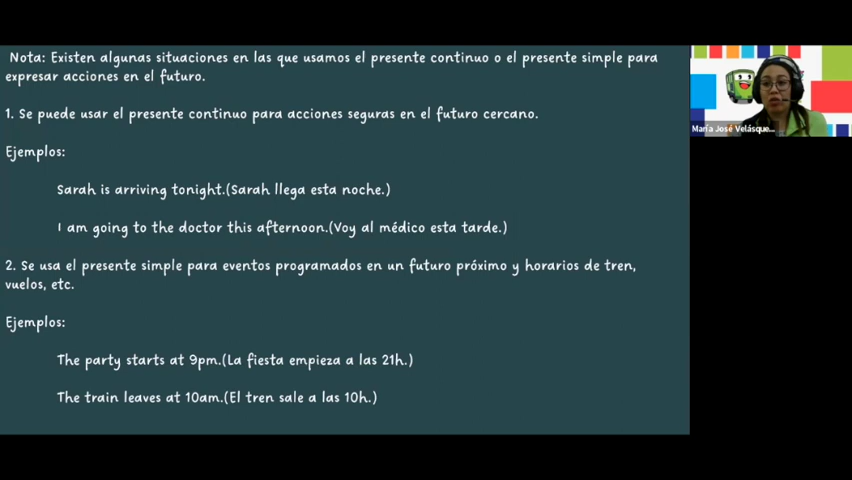 Nota: Existen algunas situaciones en las que usamos el presente continuo o el presente simple para
expresar acciones en el futuro.
1. Se puede usar el presente continuo para acciones seguras en el futuro cercano.
Ejemplos:
Sarah is arriving tonight.(Sarah llega esta noche.)
I am going to the doctor this afternoon.(Voy al médico esta tarde.)
2. Se usa el presente simple para eventos programados en un futuro próximo y horarios de tren,
vuelos, etc.
Ejemplos:
The party starts at 9pm.(La fiesta empieza a las 21h.)
The train leaves at 10am.(El tren sale a las 10h.)
María José Velásque...